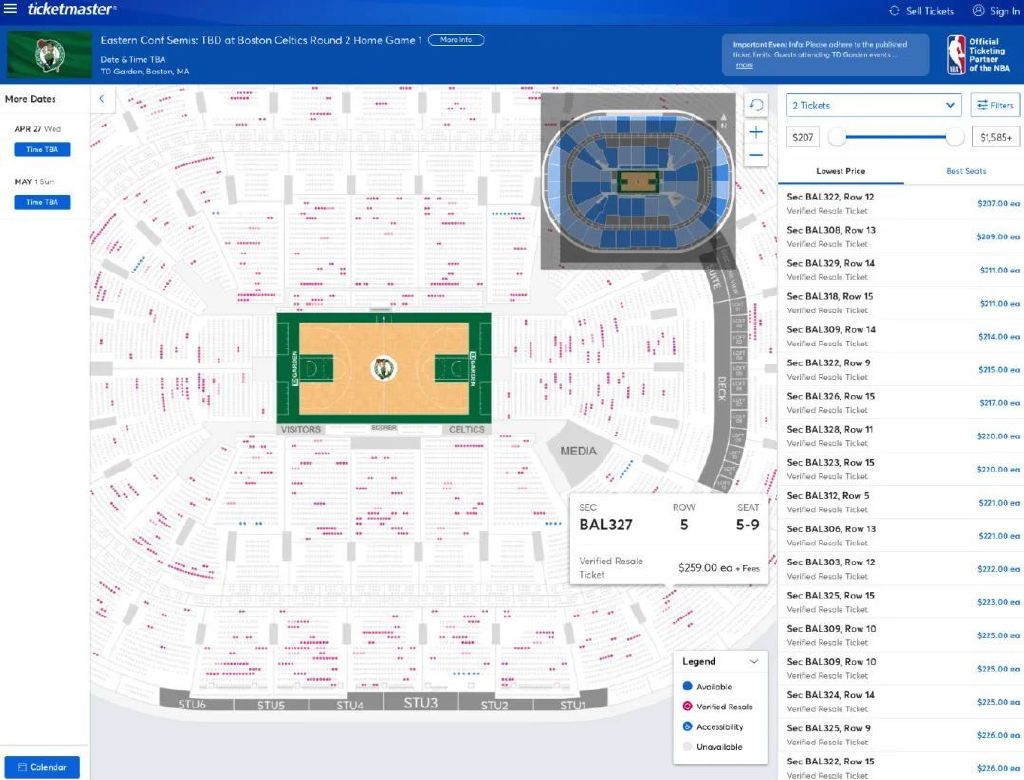 ticketmaster®
Sell Tickets
Sign In
Eastern Conf Semis: TBD at Boston Celtics Round 2 Home Game 1
More Info
Date & Time TBA
TD Garden, Boston, MA
Important Event Info: Please adhere to the published
ticket limits. Guests attending TD Garden events ...
more
NBA
Official
Ticketing
Partner
of the NBA
More Dates
APR 27 Wed
Time TBA
MAY 1 Sun
Time TBA
Calendar
N
SUITE
DECK
LOFT
GARDEN
GARDEN
VISITORS
SCORER
CELTICS
MEDIA
SEC
ROW
SEAT
BAL327
5
5-9
Verified Resale
Ticket
$259.00 ea + Fees
STU6
STU5
STU4
STU3
STU2
STU1
Legend
Available
Verified Resale
Accessibility
Unavailable
2 Tickets
Filters
$207
$1,585+
Lowest Price
Best Seats
Sec BAL322, Row 12
Verified Resale Ticket
$207.00 ea
Sec BAL308, Row 13
Verified Resale Ticket
$209.00 ea
Sec BAL329, Row 14
Verified Resale Ticket
$211.00 ea
Sec BAL318, Row 15
Verified Resale Ticket
$211.00 ea
Sec BAL309, Row 14
Verified Resale Ticket
$214.00 ea
Sec BAL322, Row 9
Verified Resale Ticket
$215.00 ea
Sec BAL326, Row 15
Verified Resale Ticket
$217.00 ea
Sec BAL328, Row 11
Verified Resale Ticket
$220.00 ea
Sec BAL323, Row 15
Verified Resale Ticket
$220.00 ea
Sec BAL312, Row 5
Verified Resale Ticket
$221.00 ea
Sec BAL306, Row 13
Verified Resale Ticket
$221.00 ea
Sec BAL303, Row 12
Verified Resale Ticket
$222.00 ea
Sec BAL325, Row 15
Verified Resale Ticket
$223.00 ea
Sec BAL309, Row 10
Verified Resale Ticket
$225.00 ea
Sec BAL309, Row 10
Verified Resale Ticket
$225.00 ea
Sec BAL324, Row 14
Verified Resale Ticket
$225.00 ea
Sec BAL325, Row 9
Verified Resale Ticket
$226.00 ea
Sec BAL322, Row 15
Verified Resale Ticket
$226.00 ea